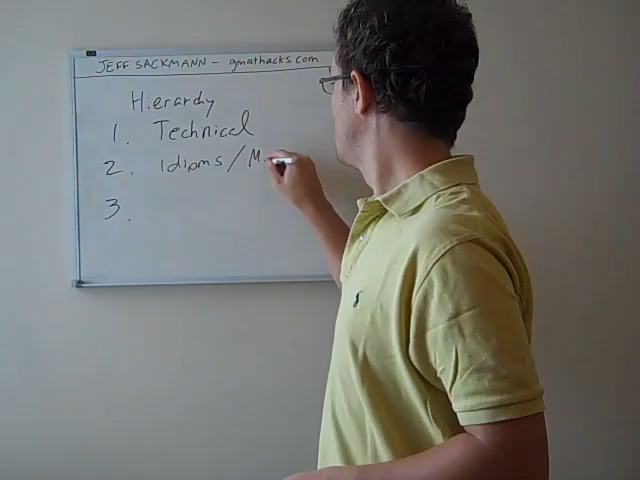 JEFF SACKMANN - gmathacks.com
Hierarchy
1. Technical
2. Idioms/M
3.